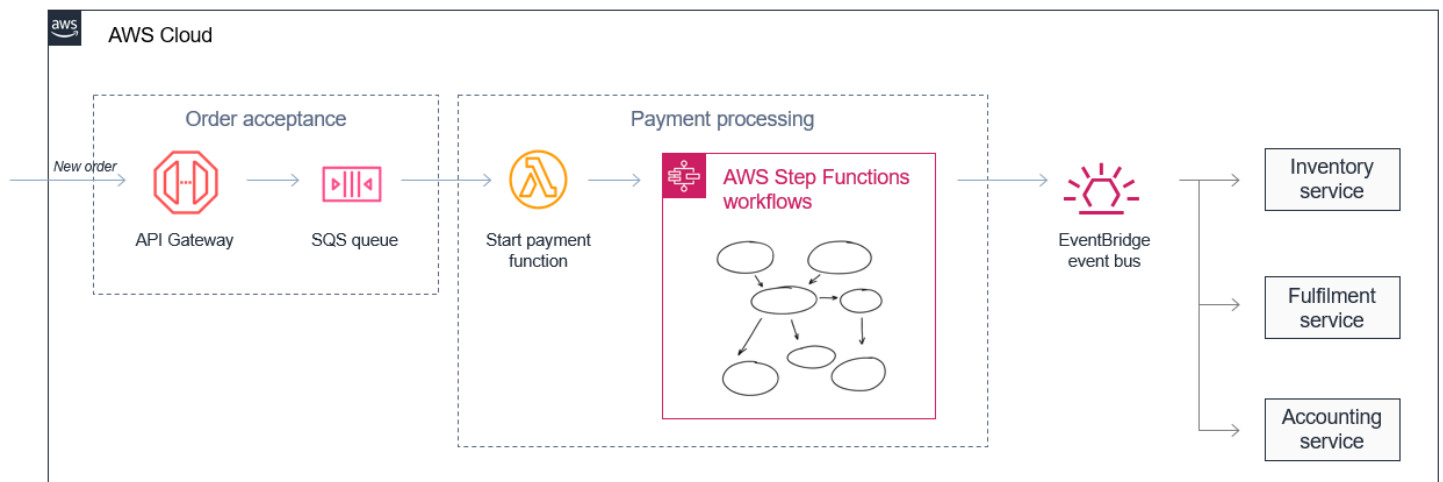 aws
AWS Cloud
Order acceptance
Payment processing
New order
AWS Step Functions
workflows
API Gateway
SQS queue
Start payment
function
EventBridge
event bus
Inventory
service
Fulfilment
service
Accounting
service